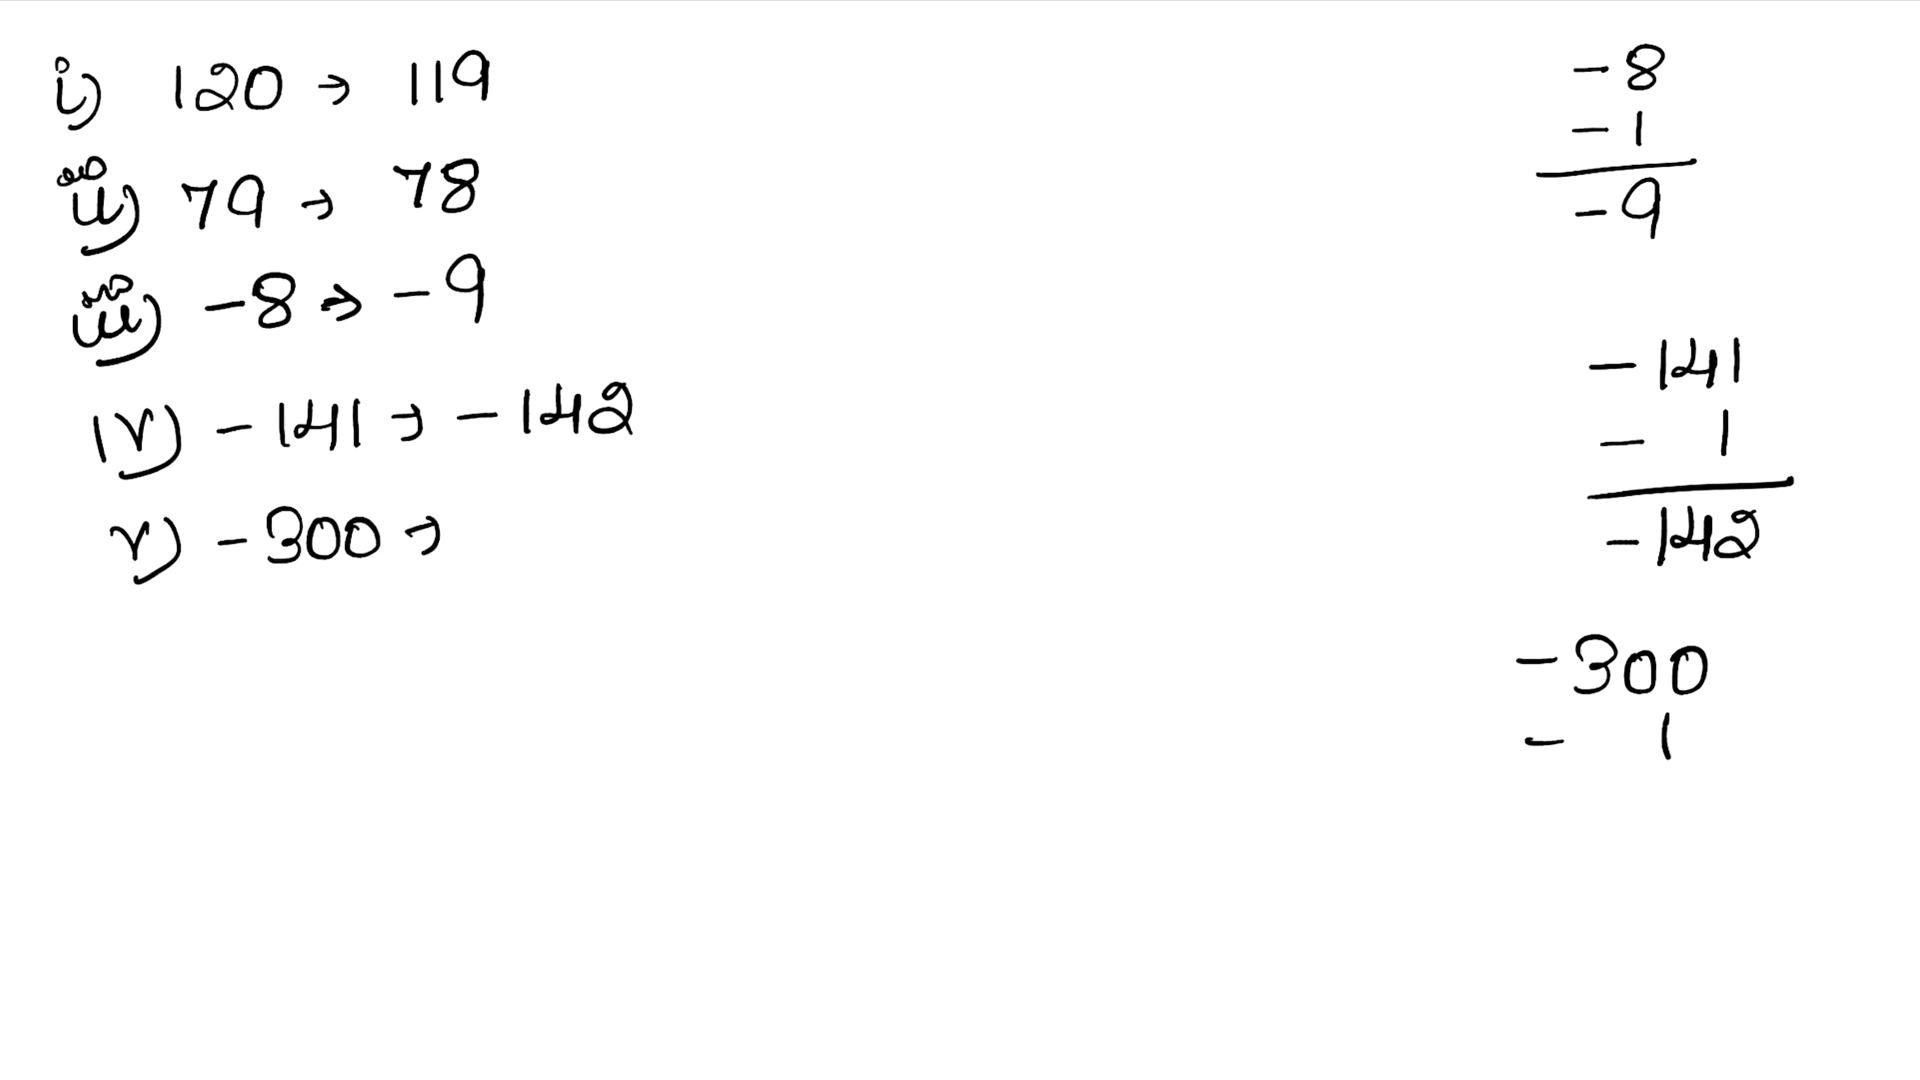 i) 120 → 119
ii) 79 → 78
iii) -8 → -9
iv) -141 → -142
v) -300 →
-8
-1
-9
-141
- 1
-142
-300
- 1